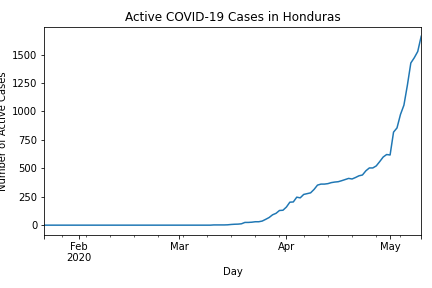 Active COVID-19 Cases in Honduras
Number of Active Cases
1500
1250
1000
750
500
250
0
Feb
2020
Mar
Apr
May
Day